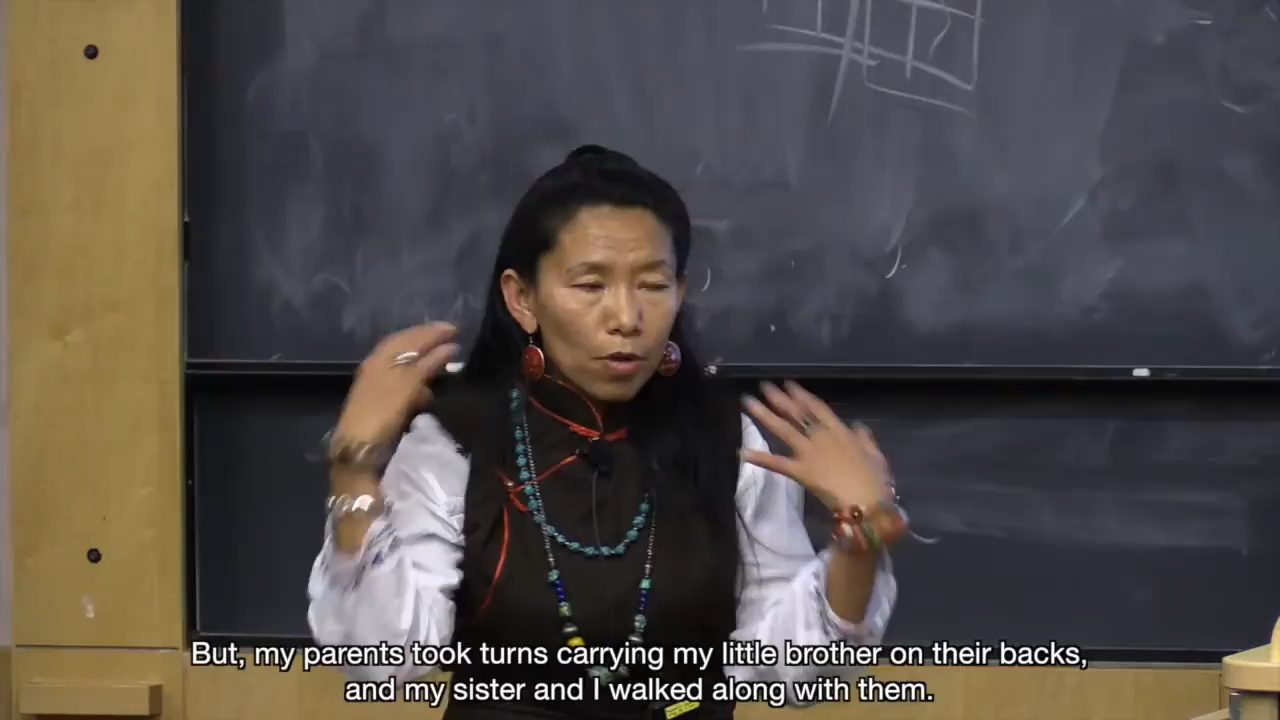 But, my parents took turns carrying my little brother on their backs,
and my sister and I walked along with them.